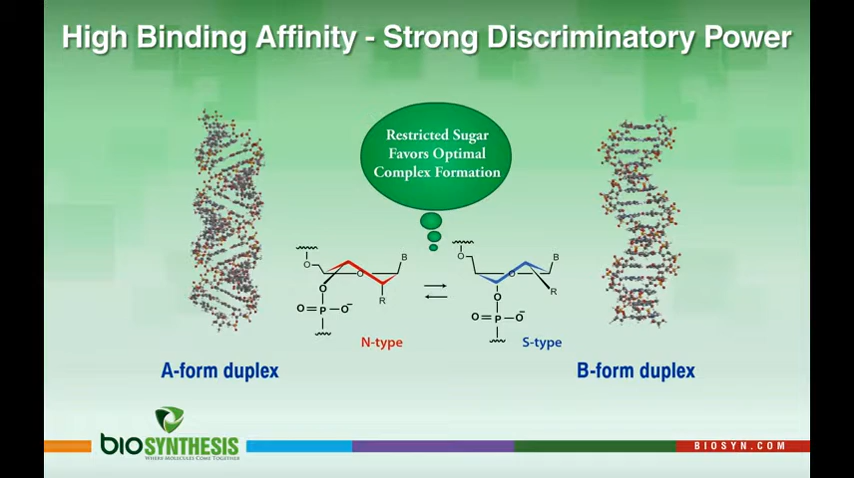 High Binding Affinity - Strong Discriminatory Power
Restricted Sugar
Favors Optimal
Complex Formation
B
O
O
R
O
O=P–O–
N-type
B
O
O
R
O
O=P–O–
S-type
A-form duplex
B-form duplex
bioSYNTHESIS
WHERE MOLECULES COME TOGETHER
BIOSYN.COM